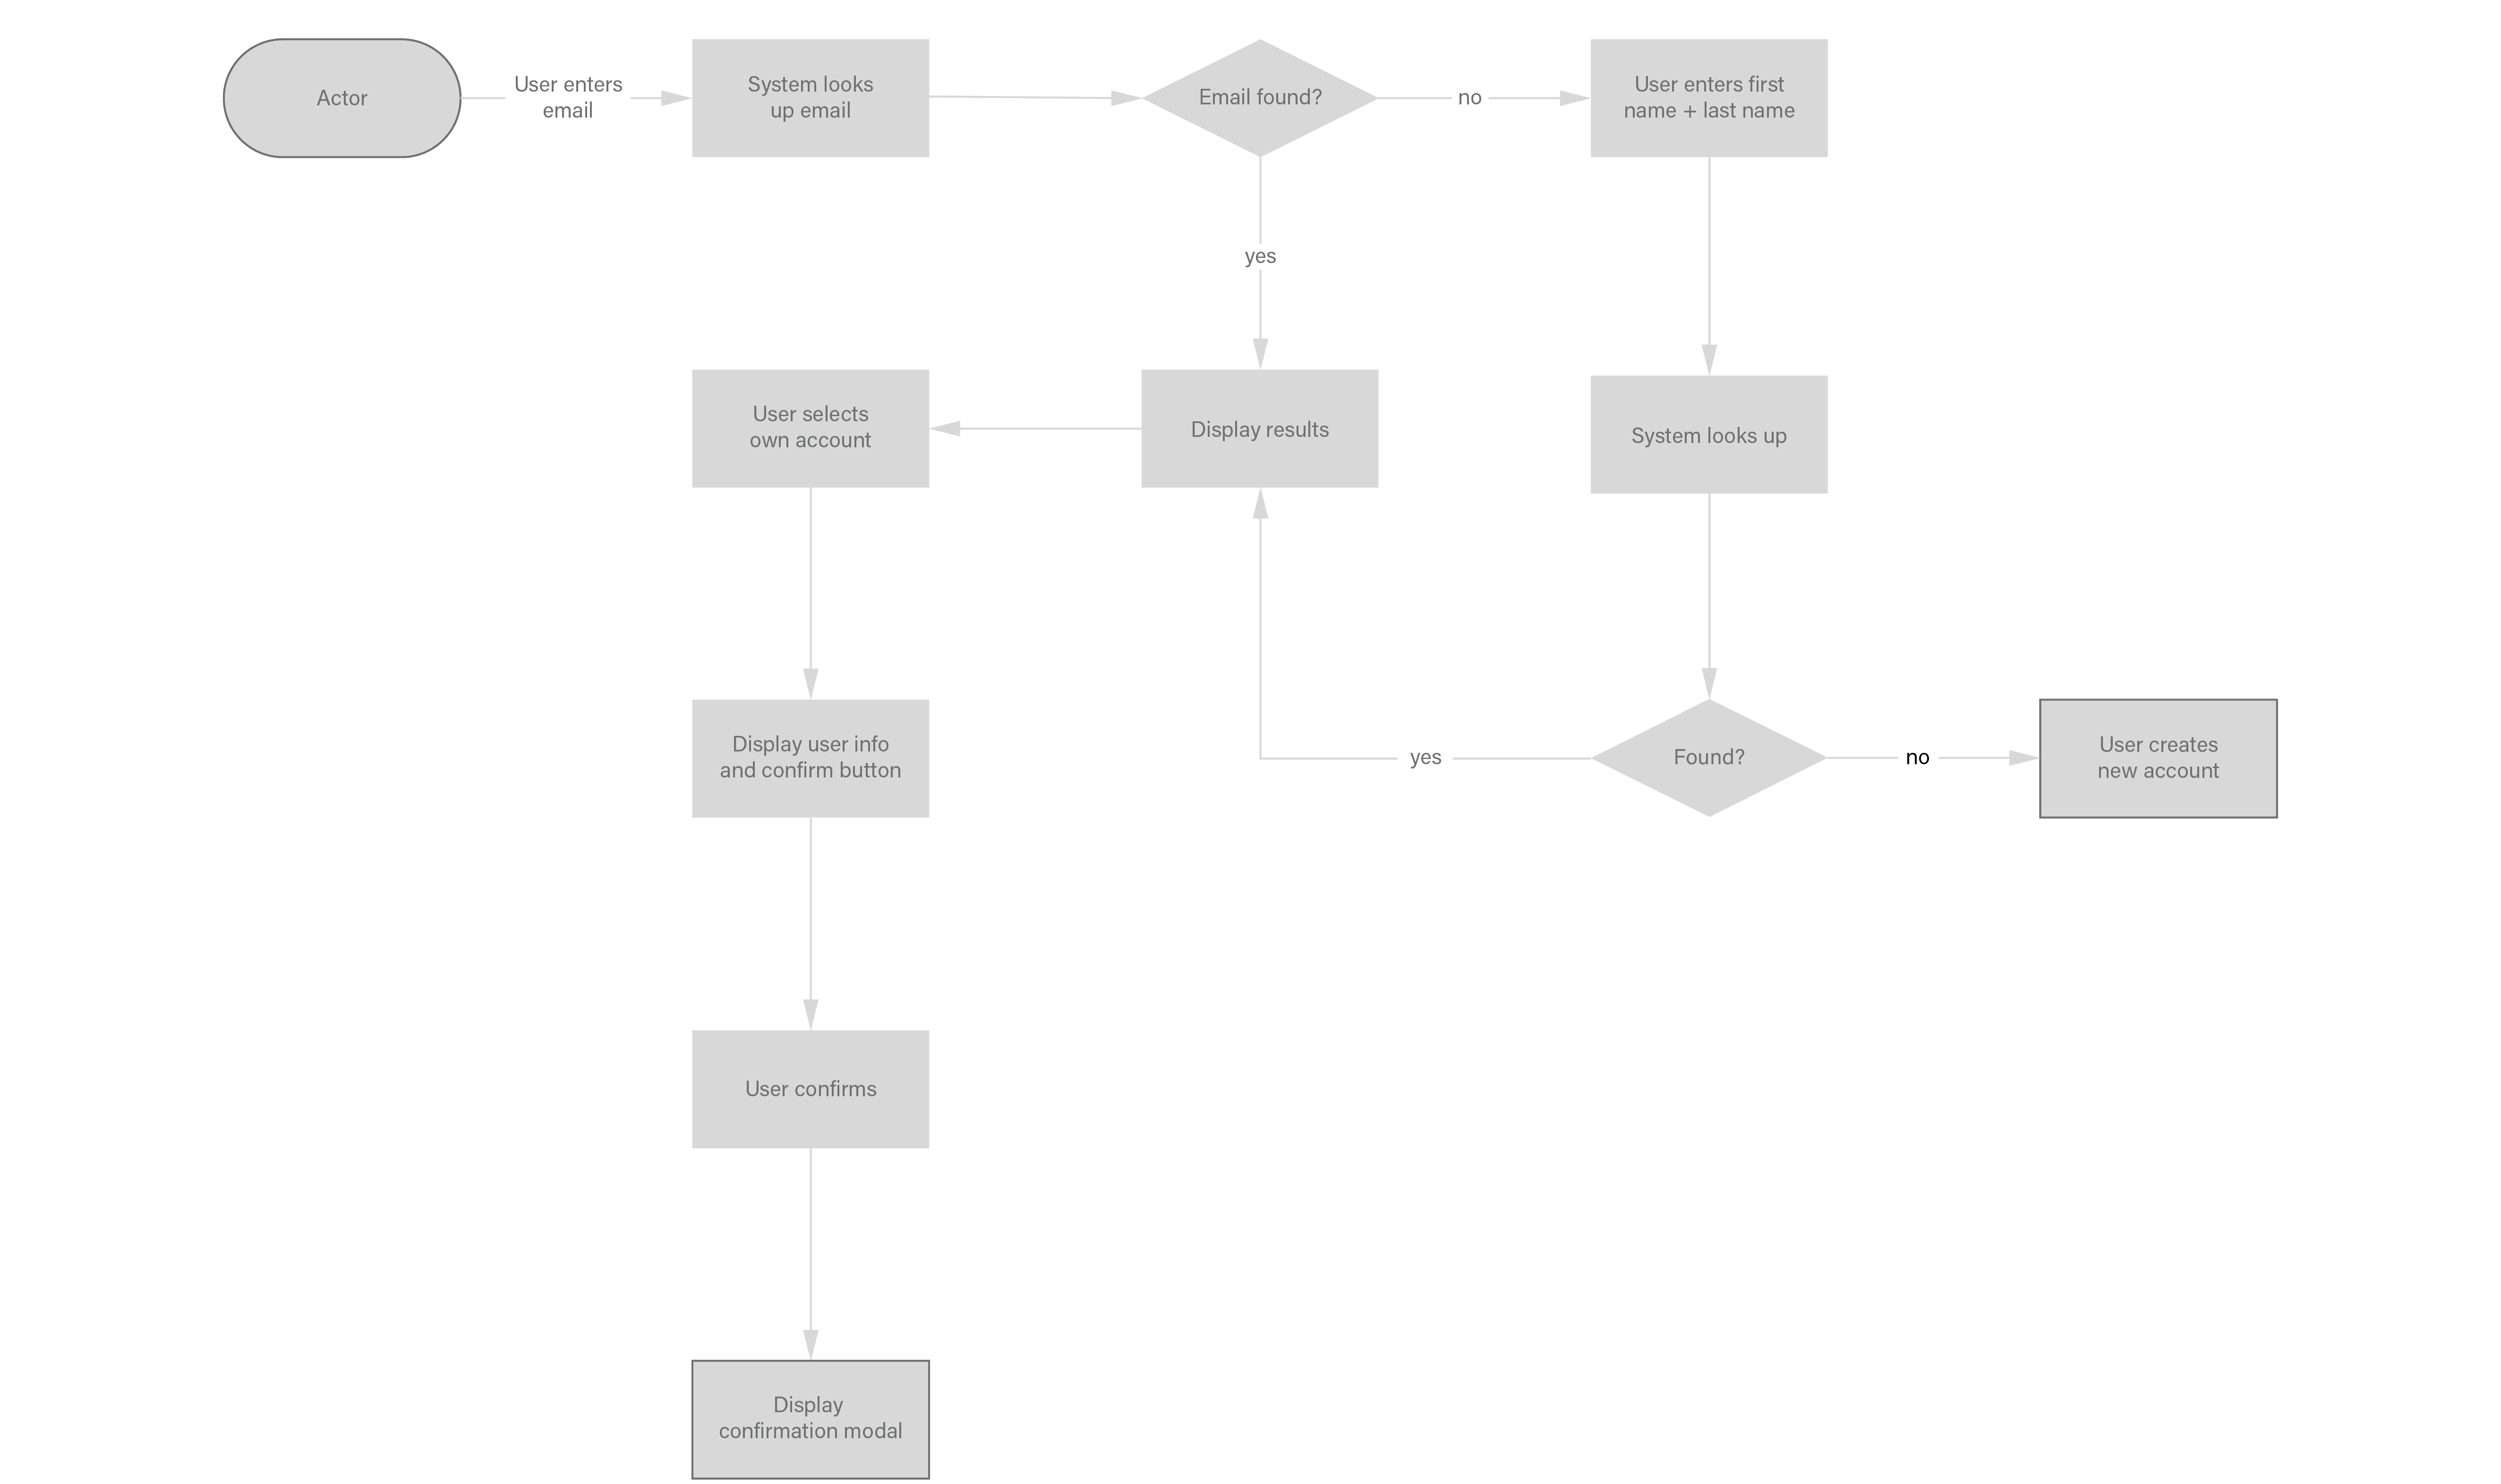 Actor
User enters
email
System looks
up email
Email found?
no
User enters first
name + last name
yes
User selects
own account
Display results
System looks up
Display user info
and confirm button
yes
Found?
no
User creates
new account
User confirms
Display
confirmation modal